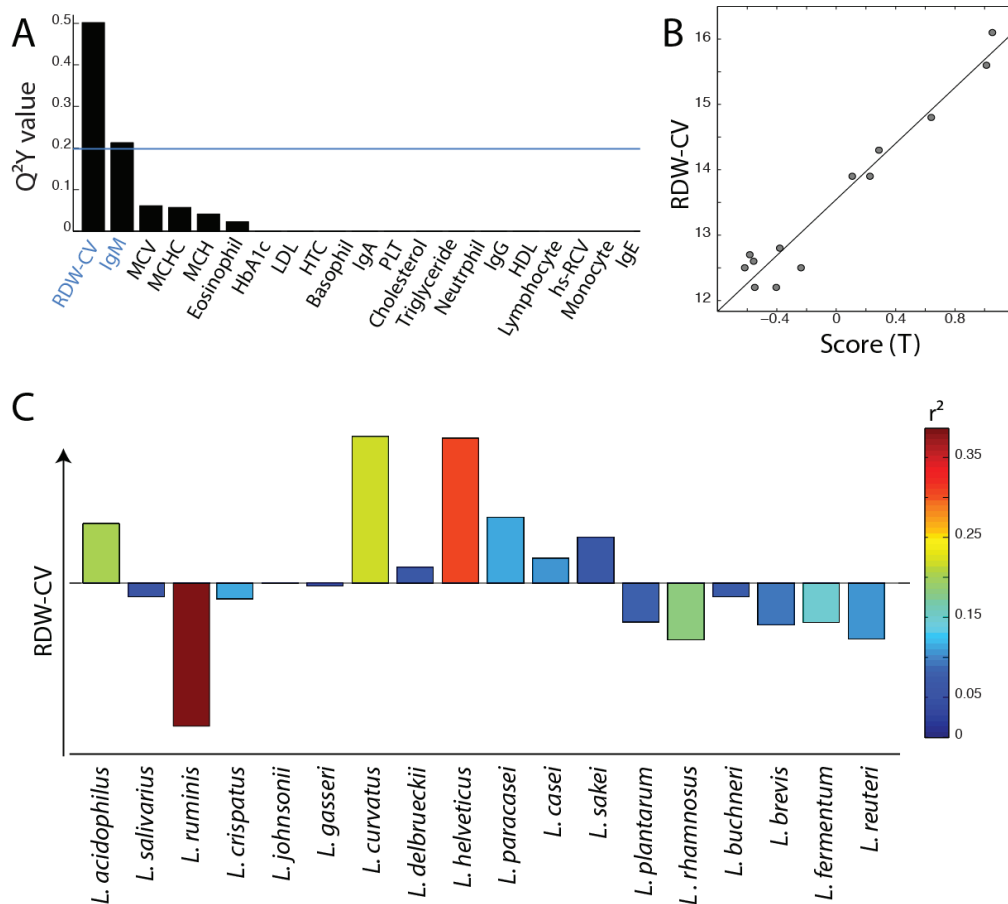 A
Q²Y value
0.5
0.4
0.3
0.2
0.1
0
RDW-CV
IgM
MCV
MCHC
MCH
Eosinophil
HbA1c
LDL
HTC
Basophil
IgA
PLT
Cholesterol
Triglyceride
Neutrphil
IgG
HDL
Lymphocyte
hs-RCV
Monocyte
IgE
B
RDW-CV
16
15
14
13
12
−0.4
0
0.4
0.8
Score (T)
C
RDW-CV
L. acidophilus
L. salivarius
L. ruminis
L. crispatus
L. johnsonii
L. gasseri
L. curvatus
L. delbrueckii
L. helveticus
L. paracasei
L. casei
L. sakei
L. plantarum
L. rhamnosus
L. buchneri
L. brevis
L. fermentum
L. reuteri
r²
0.35
0.25
0.15
0.05
0